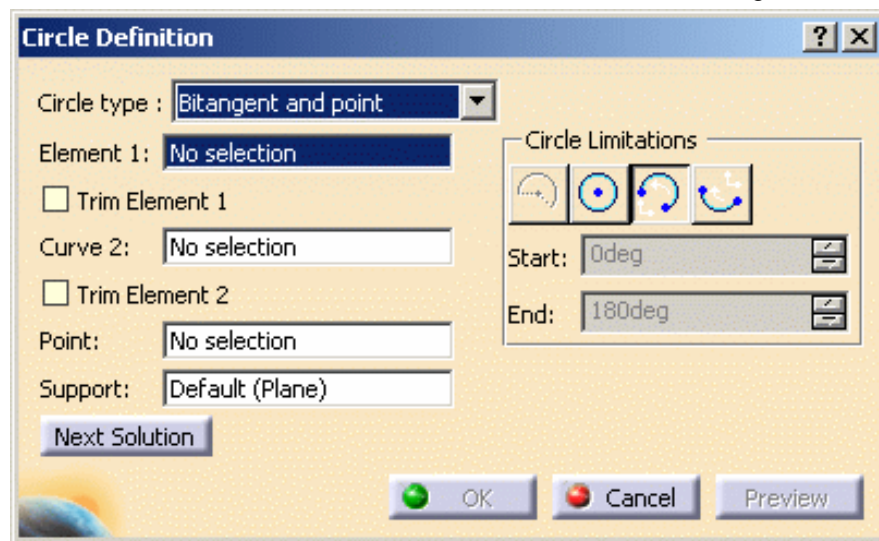 Circle Definition
Circle type : Bitangent and point
Element 1: No selection
Trim Element 1
Curve 2: No selection
Trim Element 2
Point: No selection
Support: Default (Plane)
Next Solution
Circle Limitations
Start: 0deg
End: 180deg
OK Cancel Preview